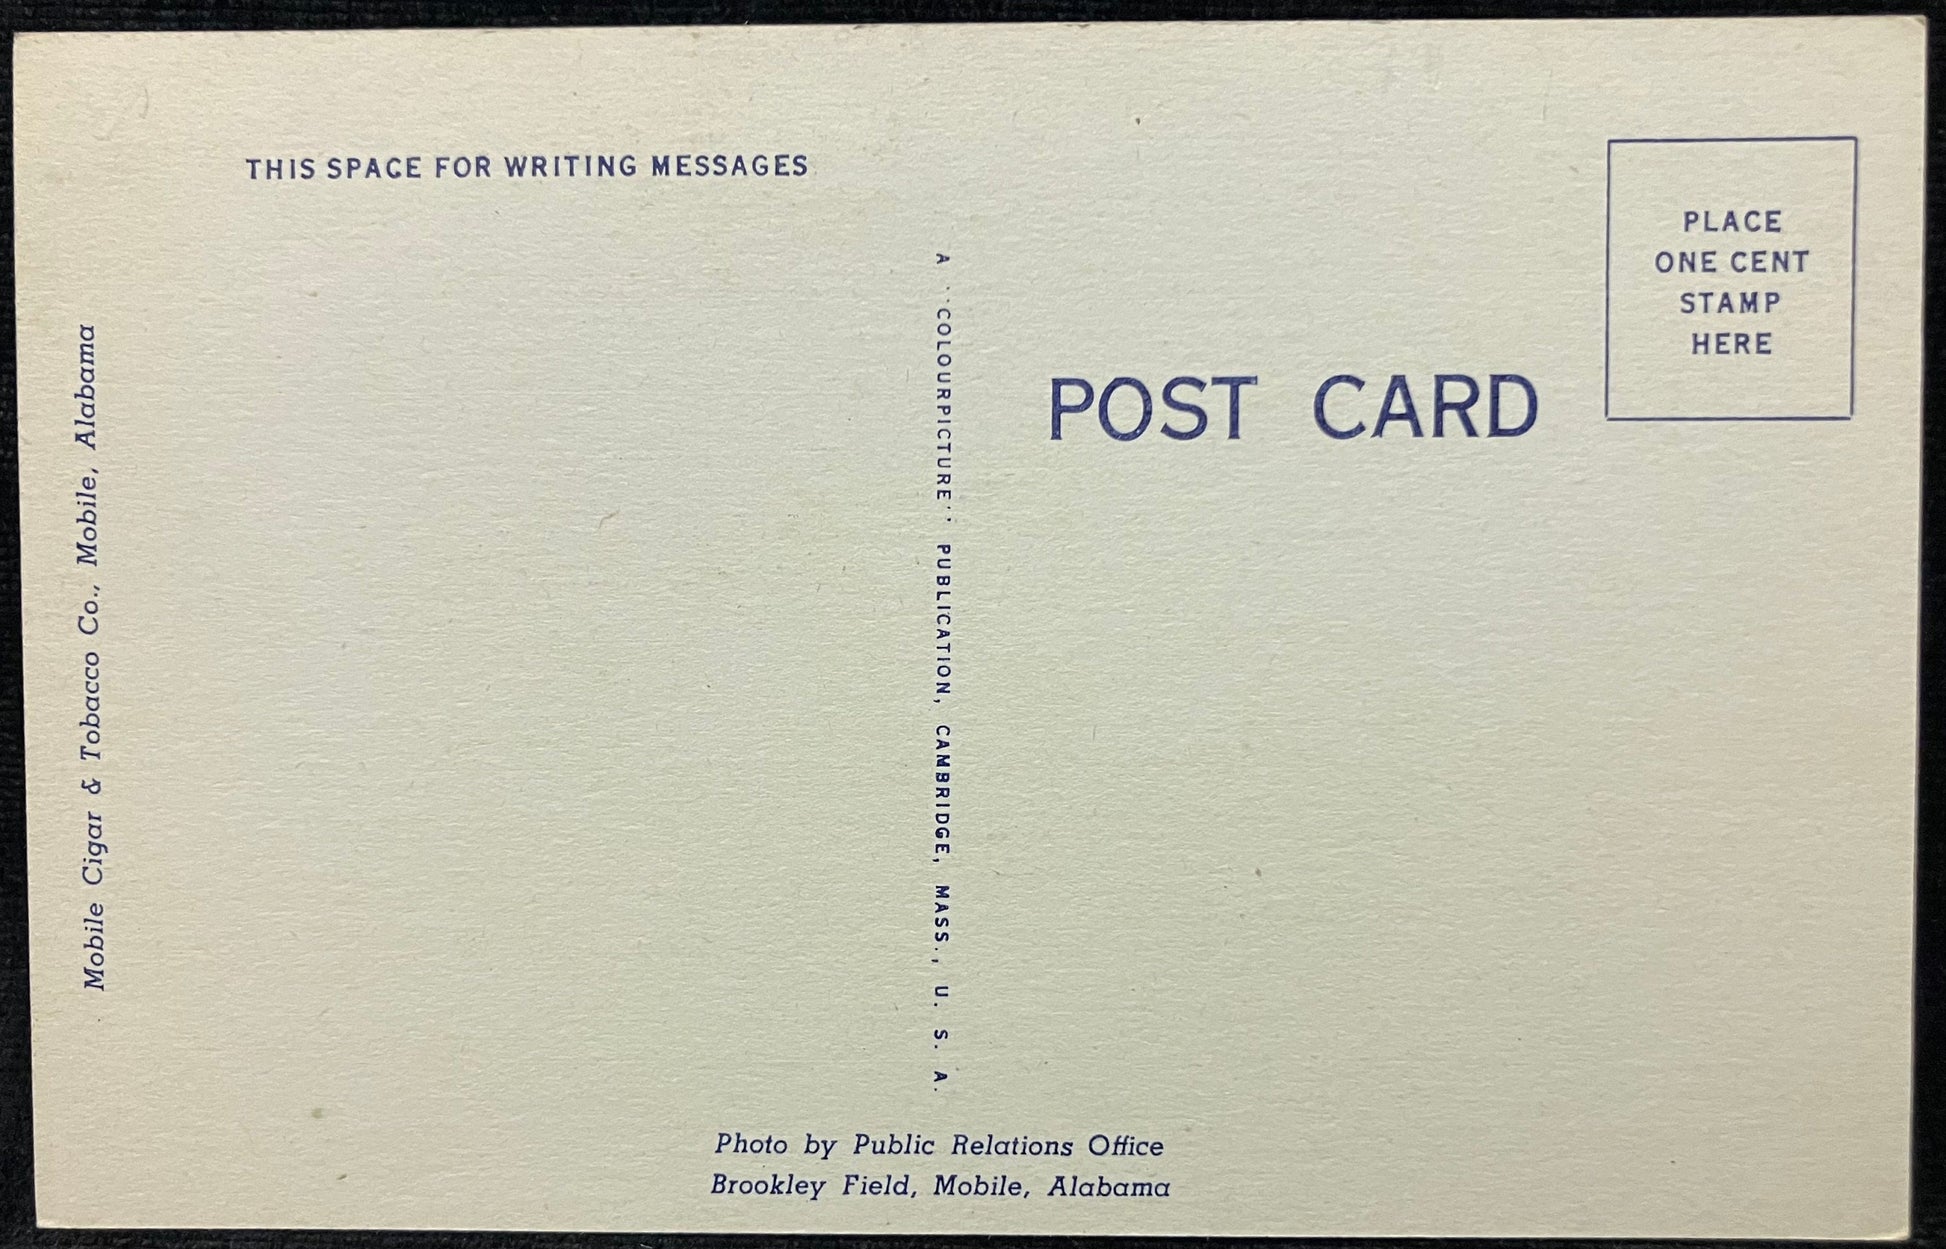 THIS SPACE FOR WRITING MESSAGES
Mobile Cigar & Tobacco Co., Mobile, Alabama
A "COLOURPICTURE" PUBLICATION, CAMBRIDGE, MASS., U. S. A.
POST CARD
PLACE
ONE CENT
STAMP
HERE
Photo by Public Relations Office
Brookley Field, Mobile, Alabama